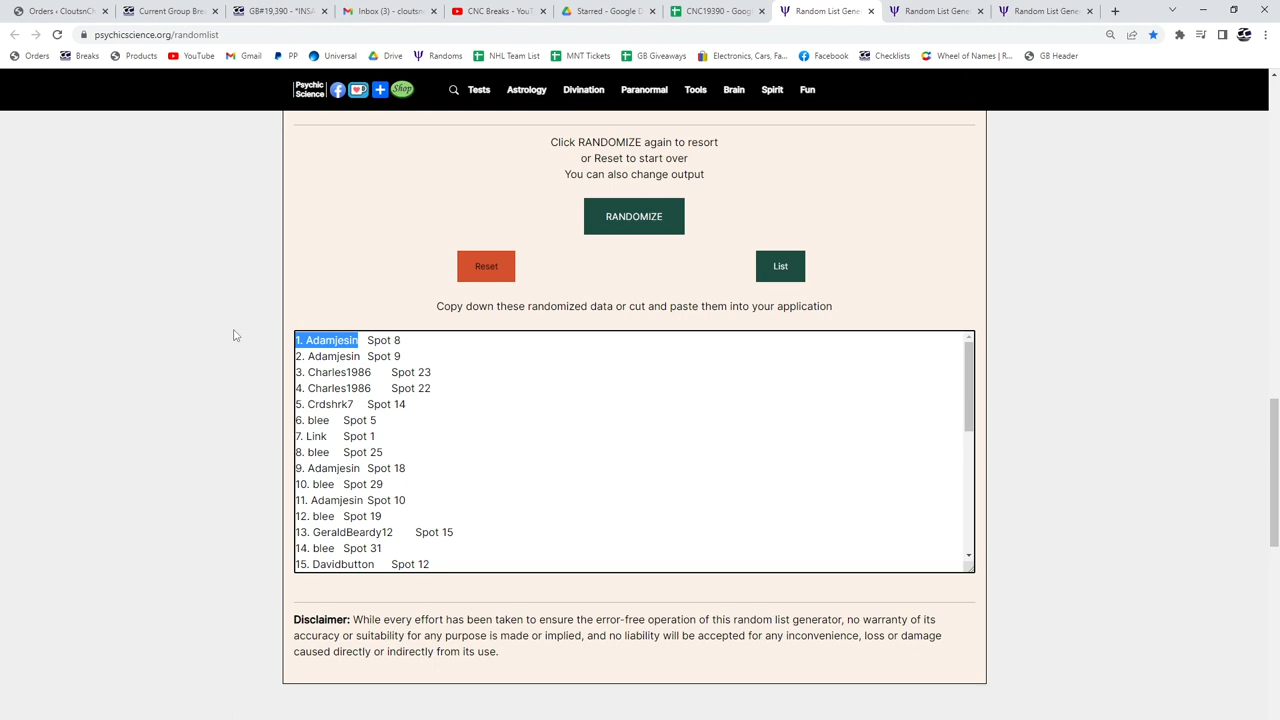 Orders ‹ CloutsnCh
Current Group Break
GB#19,390 - "INSA
Inbox (3) - cloutsn
CNC Breaks - YouT
Starred - Google D
CNC19390 - Goog
Random List Gene
Random List Gene
Random List Gene
psychicscience.org/randomlist
Orders
Breaks
Products
YouTube
Gmail
PP
Universal
Drive
Randoms
NHL Team List
MNT Tickets
GB Giveaways
Electronics, Cars, Fa...
Facebook
Checklists
Wheel of Names | R...
GB Header
Psychic
Science
Shop
Tests
Astrology
Divination
Paranormal
Tools
Brain
Spirit
Fun
Click RANDOMIZE again to resort
or Reset to start over
You can also change output
RANDOMIZE
Reset
List
Copy down these randomized data or cut and paste them into your application
1. Adamjesin Spot 8
2. Adamjesin Spot 9
3. Charles1986 Spot 23
4. Charles1986 Spot 22
5. Crdshrk7 Spot 14
6. blee Spot 5
7. Link Spot 1
8. blee Spot 25
9. Adamjesin Spot 18
10. blee Spot 29
11. Adamjesin Spot 10
12. blee Spot 19
13. GeraldBeardy12 Spot 15
14. blee Spot 31
15. Davidbutton Spot 12
Disclaimer: While every effort has been taken to ensure the error-free operation of this random list generator, no warranty of its
accuracy or suitability for any purpose is made or implied, and no liability will be accepted for any inconvenience, loss or damage
caused directly or indirectly from its use.